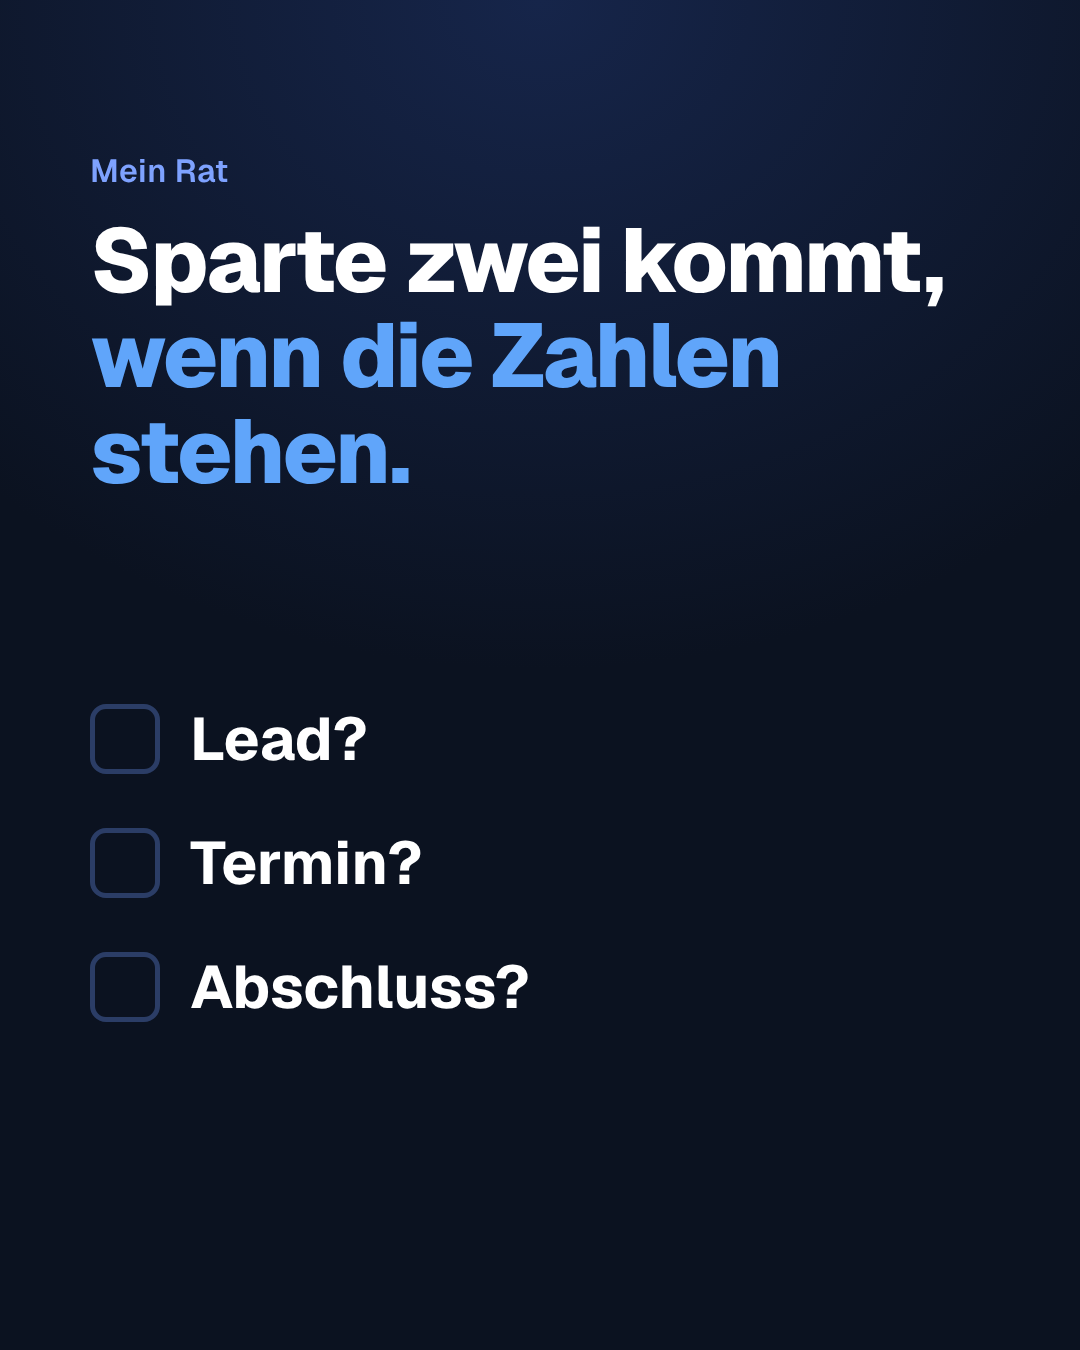 Mein Rat
Sparte zwei kommt,
wenn die Zahlen
stehen.
Lead?
Termin?
Abschluss?